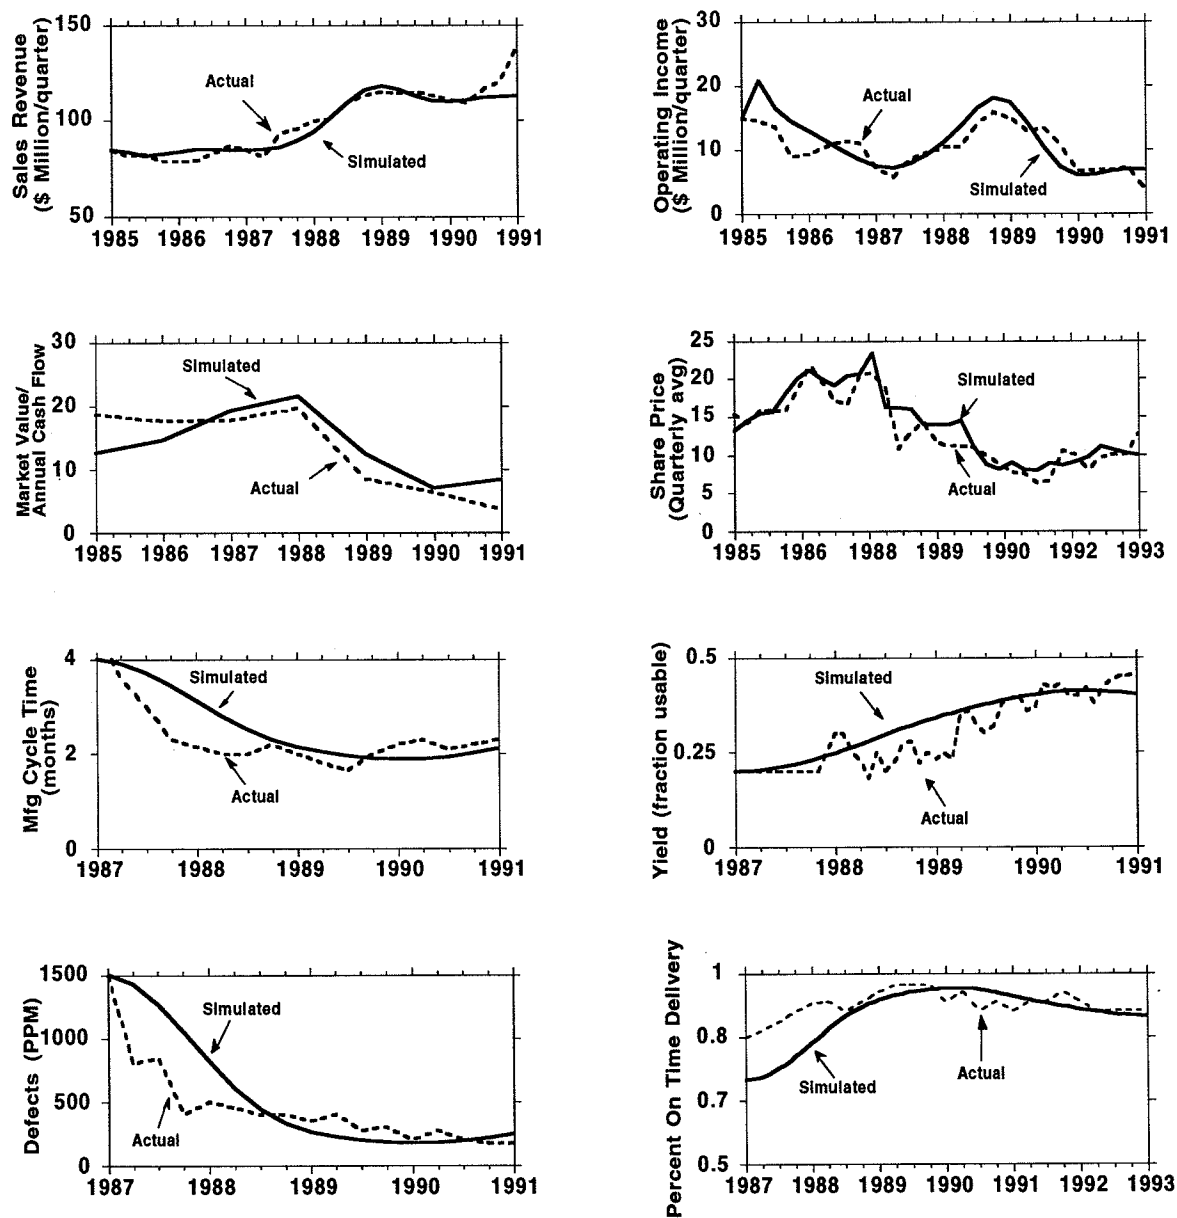 Sales Revenue
($ Million/quarter)
150
100
50
Actual
Simulated
1985 1986 1987 1988 1989 1990 1991
Operating Income
($ Million/quarter)
30
20
10
0
Actual
Simulated
1985 1986 1987 1988 1989 1990 1991
Market Value/
Annual Cash Flow
30
20
10
0
Simulated
Actual
1985 1986 1987 1988 1989 1990 1991
Share Price
(Quarterly avg)
25
20
15
10
5
0
Simulated
Actual
1985 1986 1987 1988 1989 1990 1992 1993
Mfg Cycle Time
(months)
4
2
0
Simulated
Actual
1987 1988 1989 1990 1991
Yield (fraction usable)
0.5
0.25
0
Simulated
Actual
1987 1988 1989 1990 1991
Defects (PPM)
1500
1000
500
0
Simulated
Actual
1987 1988 1989 1990 1991
Percent On Time Delivery
1
0.8
0.7
0.5
Simulated
Actual
1987 1988 1989 1990 1991 1992 1993